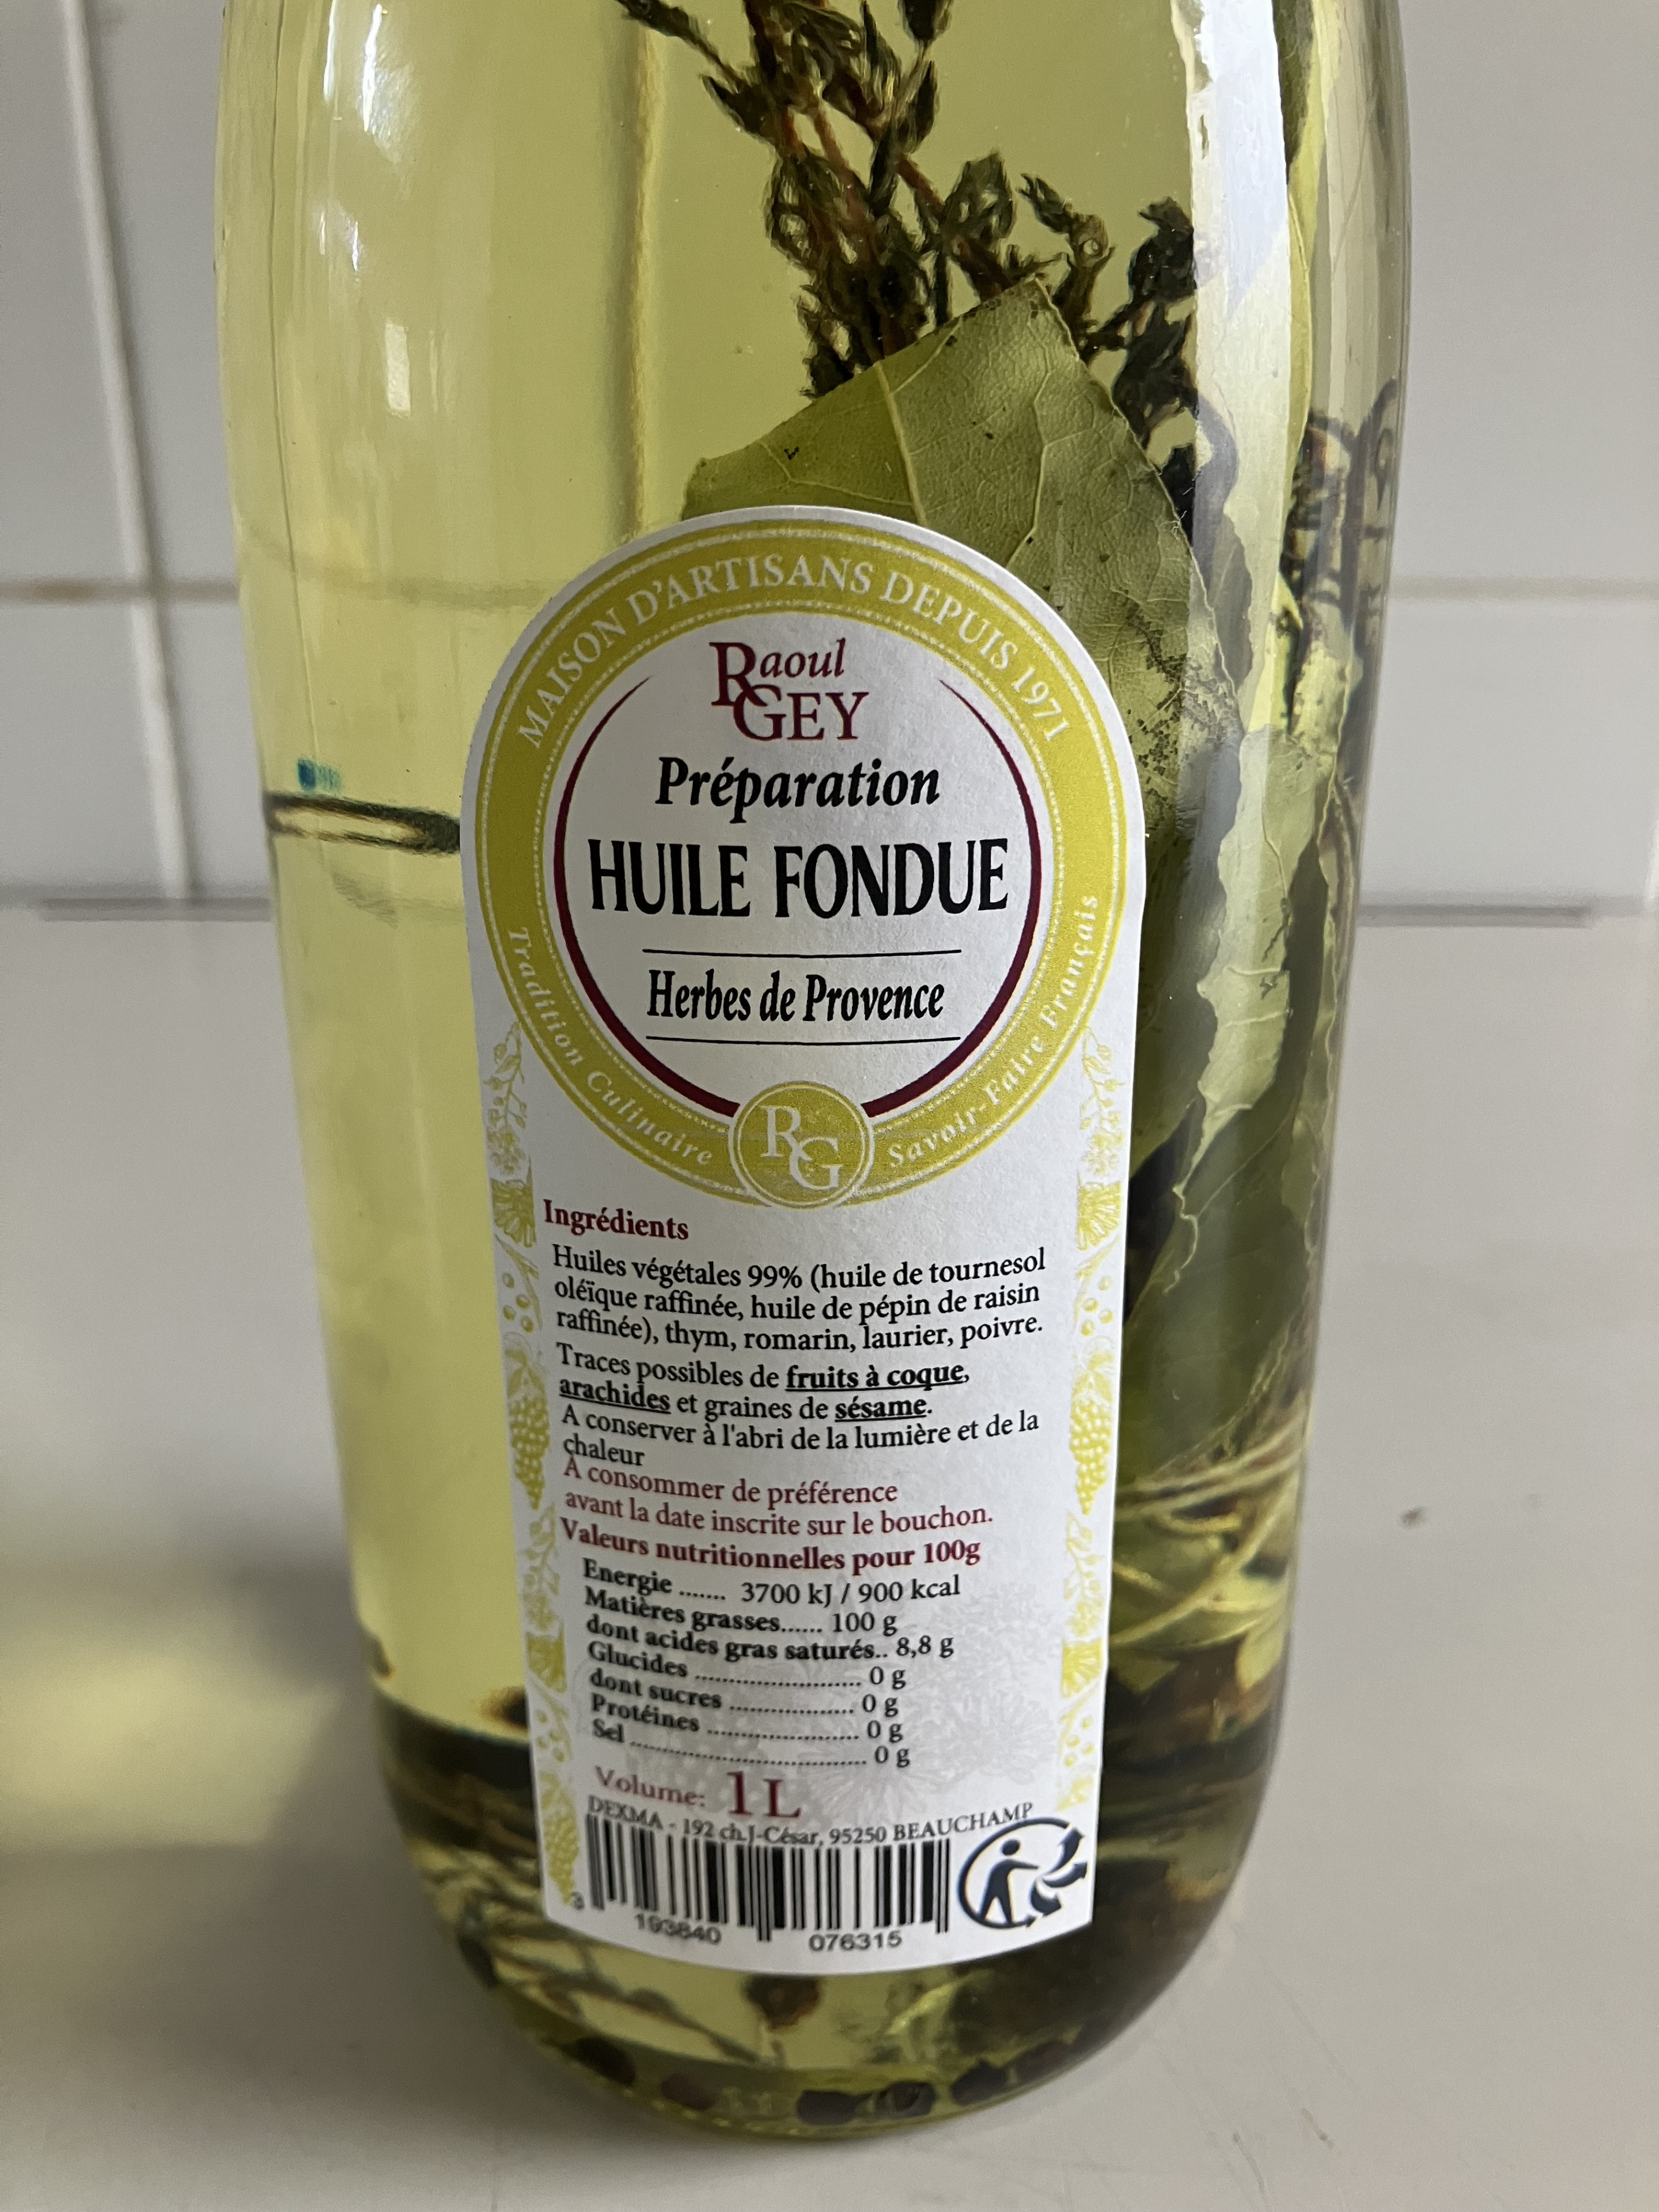 MAISON D'ARTISANS DEPUIS 1971
Raoul
GEY
Préparation
HUILE FONDUE
Herbes de Provence
Tradition Culinaire
RG
Savoir-Faire Français
Ingrédients
Huiles végétales 99% (huile de tournesol
oléïque raffinée, huile de pépin de raisin
raffinée), thym, romarin, laurier, poivre.
Traces possibles de fruits à coque,
arachides et graines de sésame.
A conserver à l'abri de la lumière et de la
chaleur
A consommer de préférence
avant la date inscrite sur le bouchon.
Valeurs nutritionnelles pour 100g
Energie ....... 3700 kJ / 900 kcal
Matières grasses...... 100 g
dont acides gras saturés.. 8,8 g
Glucides ........................ 0 g
dont sucres .................. 0 g
Protéines ...................... 0 g
Sel .................................. 0 g
Volume: 1L
DEXMA - 192 ch.J-César, 95250 BEAUCHAMP
3 193640 076315